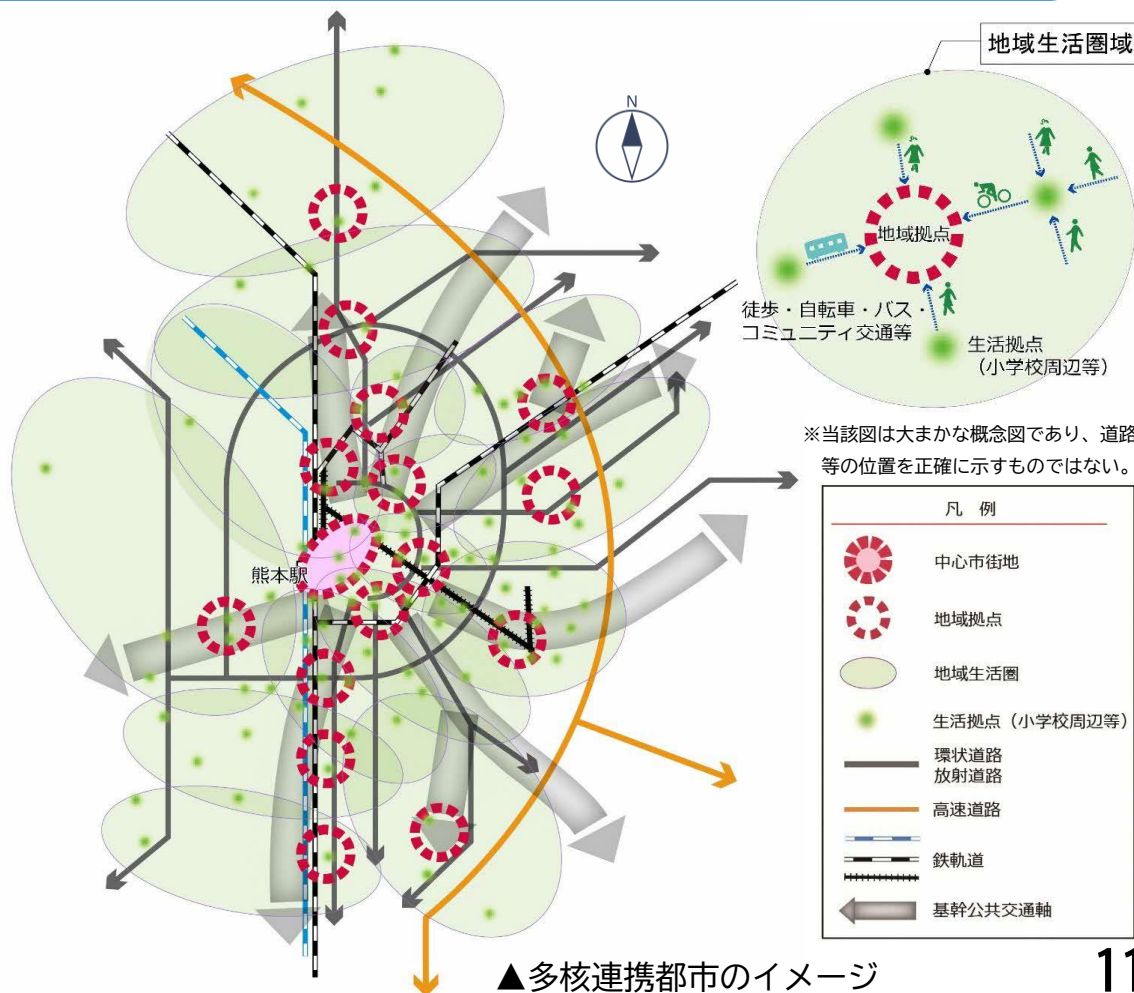 N
地域生活圏域
地域拠点
徒歩・自転車・バス・
コミュニティ交通等
生活拠点
(小学校周辺等)
※当該図は大まかな概念図であり、道路
等の位置を正確に示すものではない。
熊本駅
凡 例
中心市街地
地域拠点
地域生活圏
生活拠点(小学校周辺等)
環状道路
放射道路
高速道路
鉄軌道
基幹公共交通軸
▲多核連携都市のイメージ
11